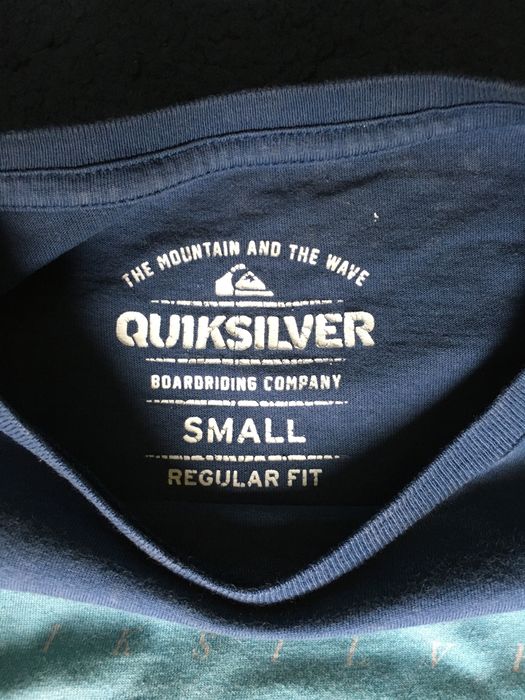 THE MOUNTAIN AND THE WAVE
QUIKSILVER
BOARDRIDING COMPANY
SMALL
REGULAR FIT
I K S I L V